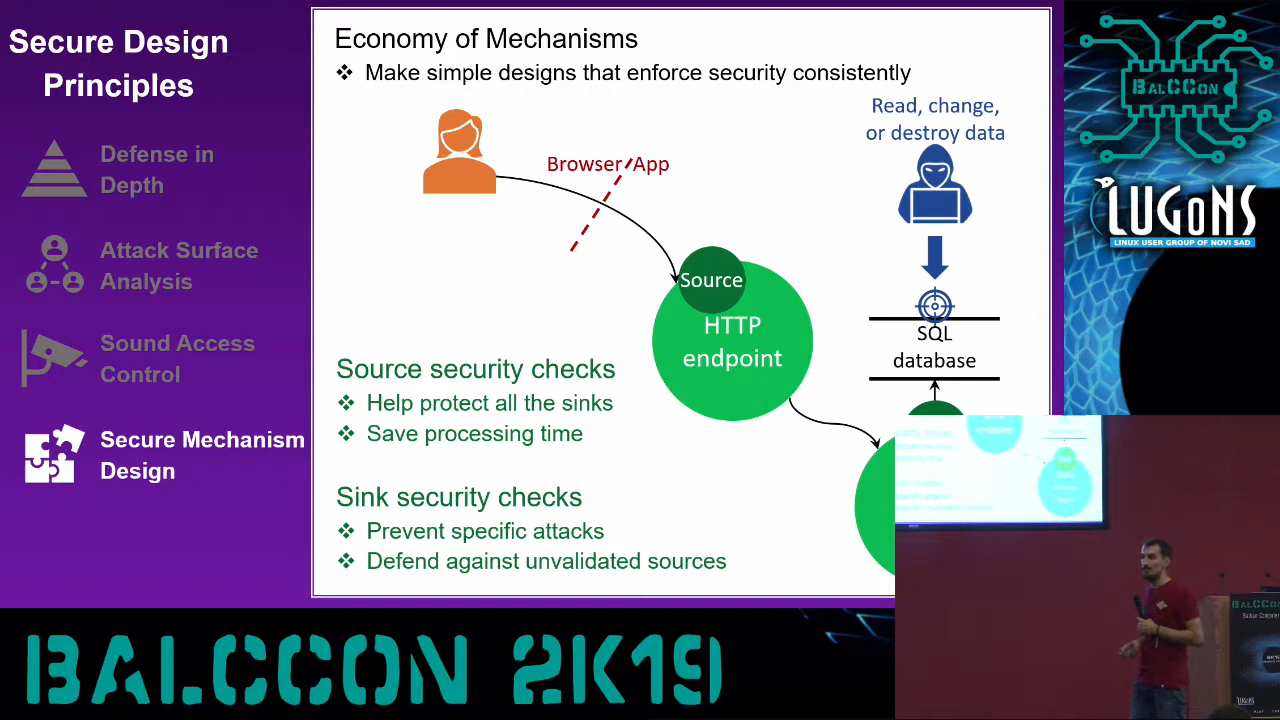 Secure Design
Principles
Defense in
Depth
Attack Surface
Analysis
Sound Access
Control
Secure Mechanism
Design
Economy of Mechanisms
❖ Make simple designs that enforce security consistently
Browser App
Read, change,
or destroy data
Source
HTTP
endpoint
SQL
database
Source security checks
❖ Help protect all the sinks
❖ Save processing time
Sink security checks
❖ Prevent specific attacks
❖ Defend against unvalidated sources
BALCCON
LUGONS
LINUX USER GROUP OF NOVI SAD
BALCCON 2K19